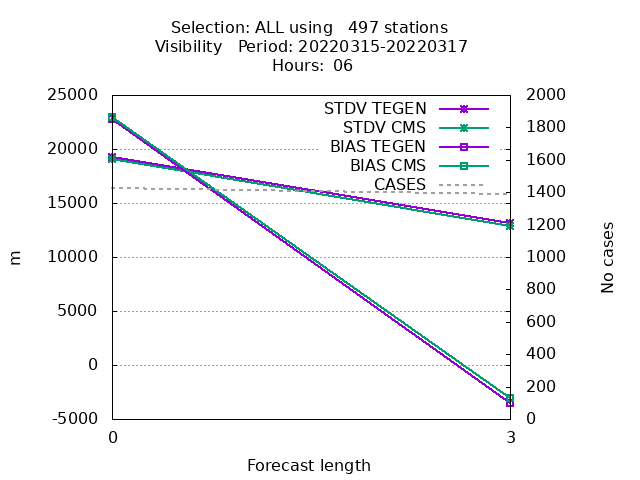 Selection: ALL using   497 stations
Visibility   Period: 20220315-20220317
Hours:  06
25000
20000
15000
10000
5000
0
-5000
m
STDV TEGEN
STDV CMS
BIAS TEGEN
BIAS CMS
CASES
2000
1800
1600
1400
1200
1000
800
600
400
200
0
No cases
0
3
Forecast length